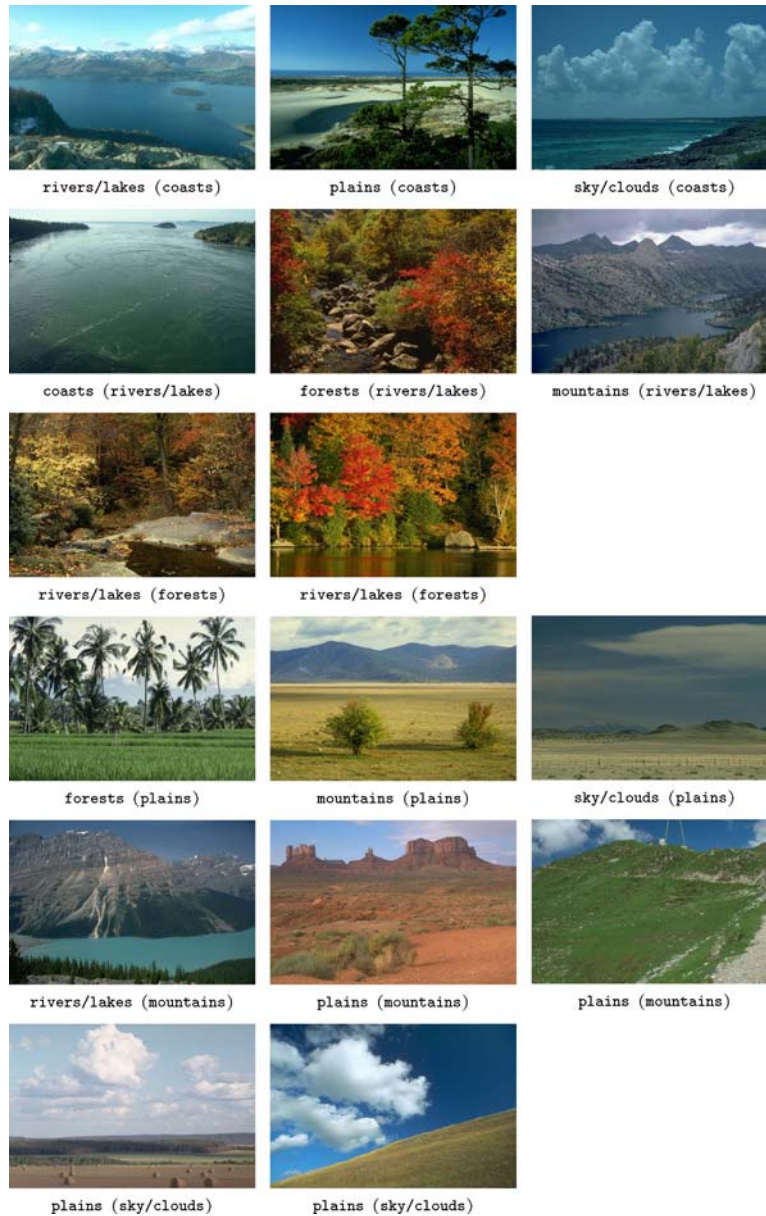 rivers/lakes (coasts)
plains (coasts)
sky/clouds (coasts)
coasts (rivers/lakes)
forests (rivers/lakes)
mountains (rivers/lakes)
rivers/lakes (forests)
rivers/lakes (forests)
forests (plains)
mountains (plains)
sky/clouds (plains)
rivers/lakes (mountains)
plains (mountains)
plains (mountains)
plains (sky/clouds)
plains (sky/clouds)